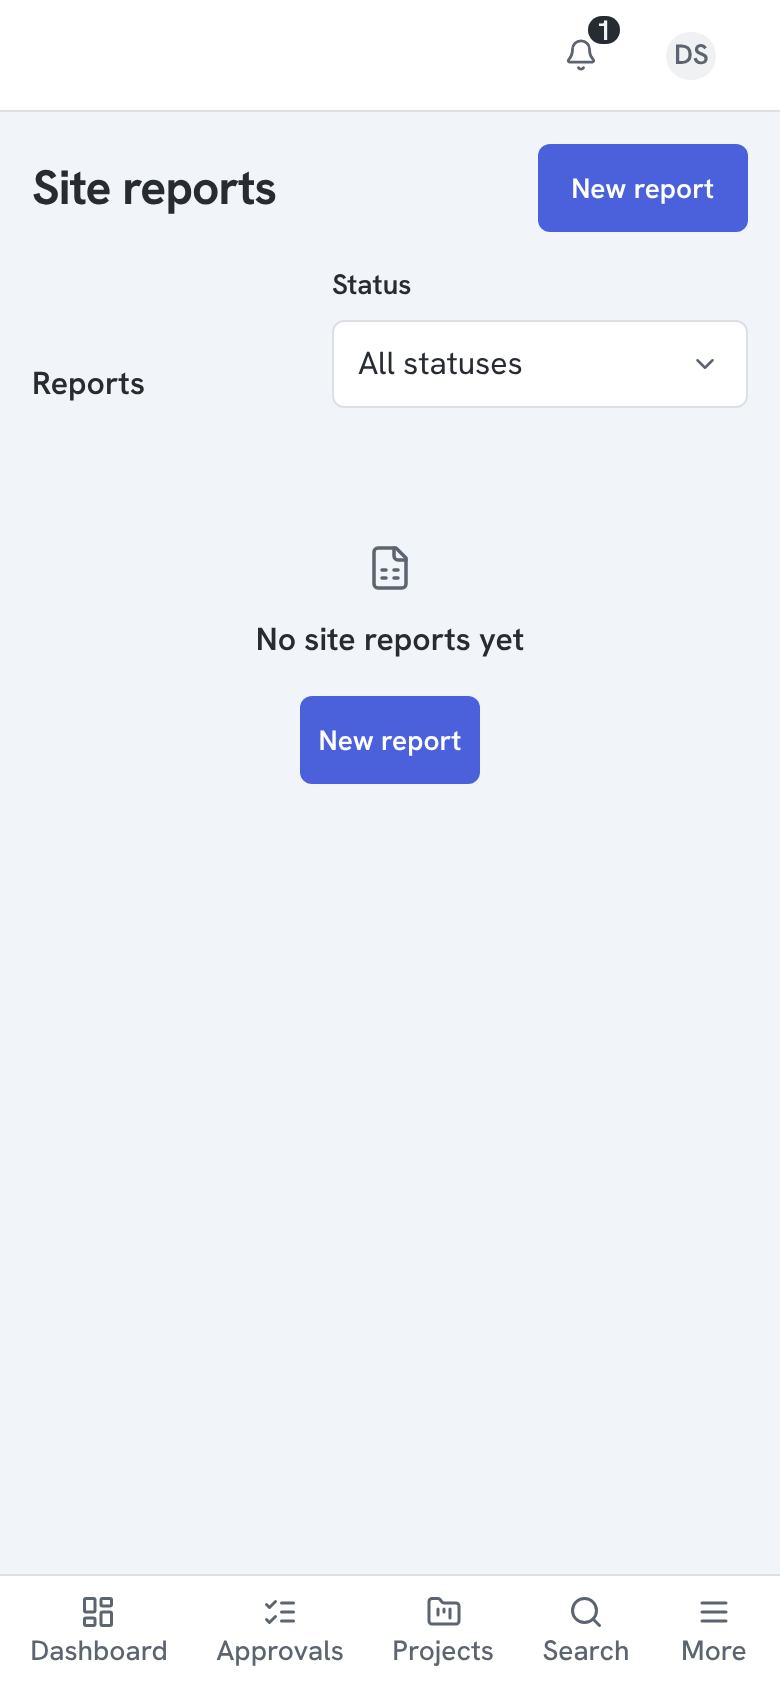 1
DS
Site reports
New report
Status
All statuses
Reports
No site reports yet
New report
Dashboard
Approvals
Projects
Search
More